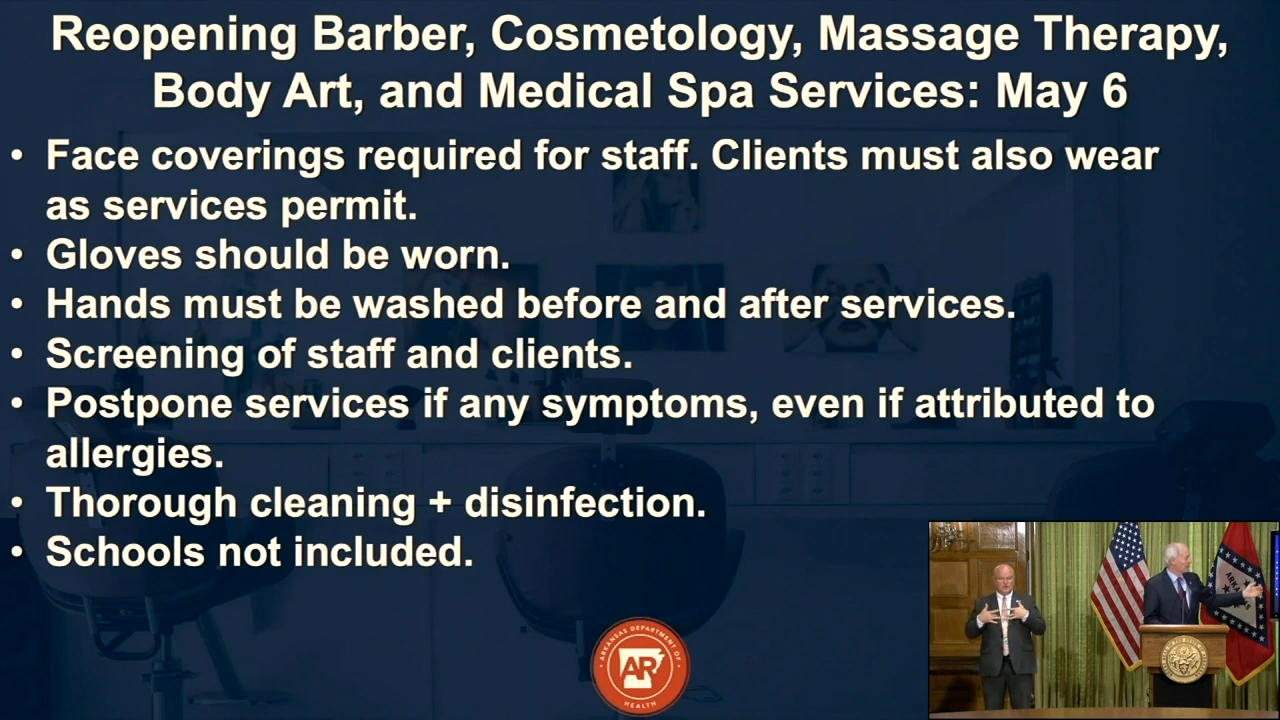 Reopening Barber, Cosmetology, Massage Therapy,
Body Art, and Medical Spa Services: May 6
• Face coverings required for staff. Clients must also wear
as services permit.
• Gloves should be worn.
• Hands must be washed before and after services.
• Screening of staff and clients.
• Postpone services if any symptoms, even if attributed to
allergies.
• Thorough cleaning + disinfection.
• Schools not included.
ARKANSAS DEPARTMENT OF
AR
HEALTH